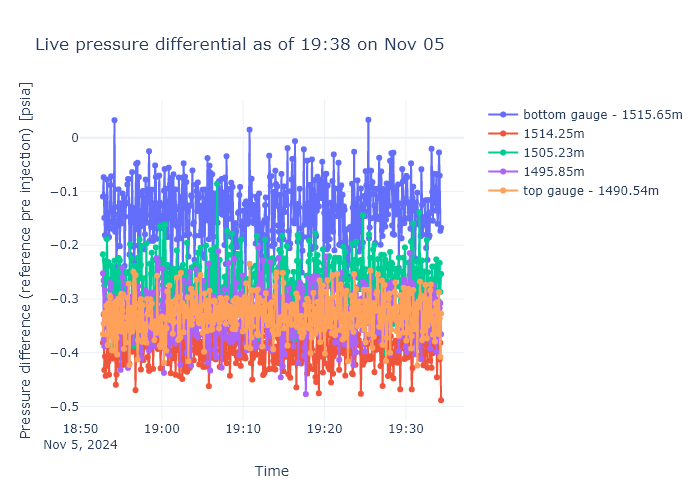 Live pressure differential as of 19:38 on Nov 05
Pressure difference (reference pre injection) [psia]
0
−0.1
−0.2
−0.3
−0.4
−0.5
18:50
19:00
19:10
19:20
19:30
Nov 5, 2024
Time
bottom gauge - 1515.65m
1514.25m
1505.23m
1495.85m
top gauge - 1490.54m